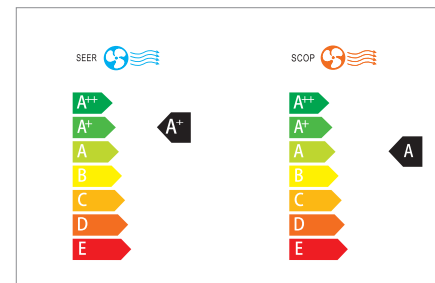 SEER SCOP
A++ A++
A+ A+ A+
A A A
B B
C C
D D
E E